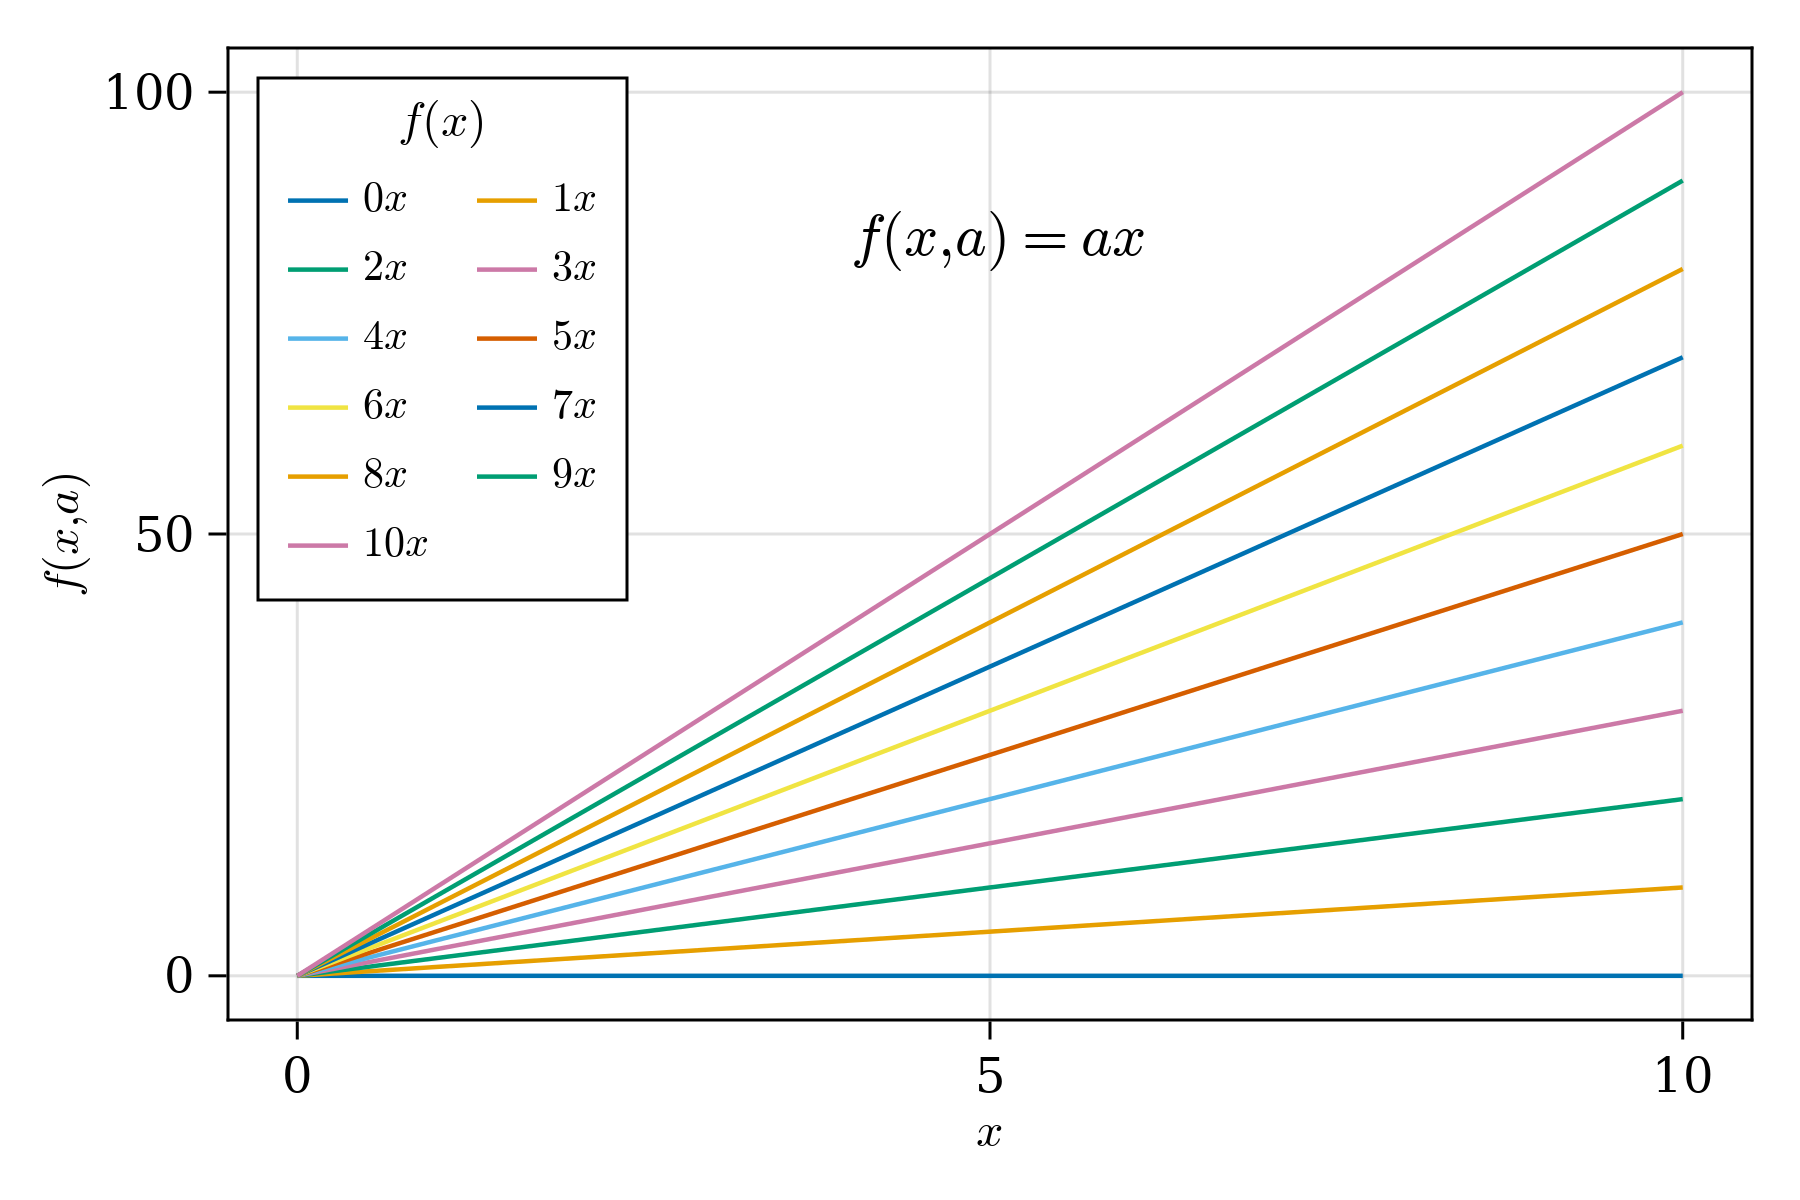 100
50
0
f(x,a)
f(x)
0x 1x
2x 3x
4x 5x
6x 7x
8x 9x
10x
f(x,a) = ax
0 5 10
x